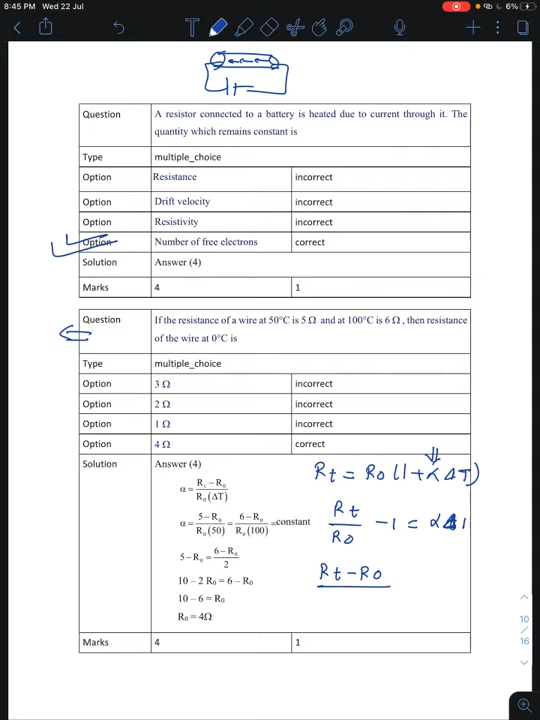 8:45 PM Wed 22 Jul
6%
Question A resistor connected to a battery is heated due to current through it. The
quantity which remains constant is
Type multiple_choice
Option Resistance incorrect
Option Drift velocity incorrect
Option Resistivity incorrect
Option Number of free electrons correct
Solution Answer (4)
Marks 4 1
Question If the resistance of a wire at 50°C is 5 Ω and at 100°C is 6 Ω , then resistance
of the wire at 0°C is
Type multiple_choice
Option 3 Ω incorrect
Option 2 Ω incorrect
Option 1 Ω incorrect
Option 4 Ω correct
Solution Answer (4)
α = (Rt – R0) / (R0 (ΔT))
α = (5 – R0) / (R0 (50)) = (6 – R0) / (R0 (100)) = constant
5 – R0 = (6 – R0) / 2
10 – 2 R0 = 6 – R0
10 – 6 = R0
R0 = 4Ω
Rt = R0 (1 + α ΔT)
Rt / R0 - 1 = α
Rt - R0
Marks 4 1
10
/
16